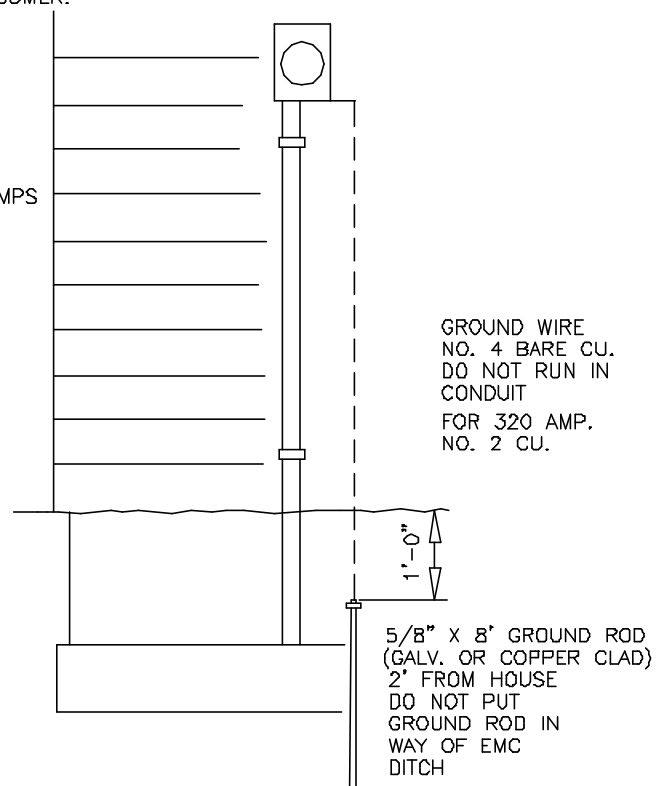 OMER.
MPS
GROUND WIRE
NO. 4 BARE CU.
DO NOT RUN IN
CONDUIT
FOR 320 AMP.
NO. 2 CU.
1'-0"
5/8" X 8' GROUND ROD
(GALV. OR COPPER CLAD)
2' FROM HOUSE
DO NOT PUT
GROUND ROD IN
WAY OF EMC
DITCH